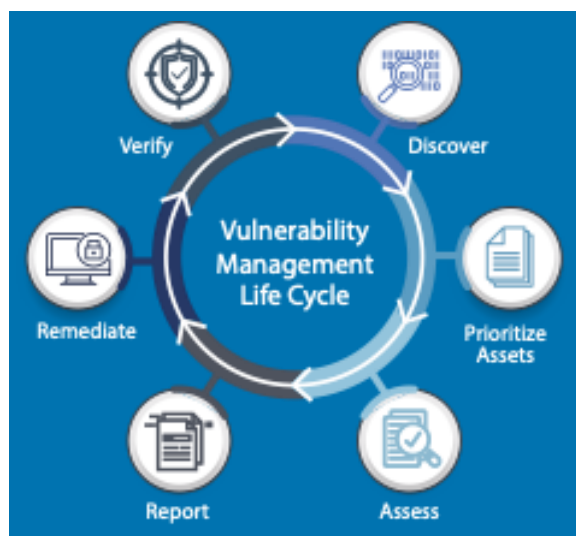 Verify
Discover
Vulnerability
Management
Life Cycle
Remediate
Prioritize
Assets
Report
Assess